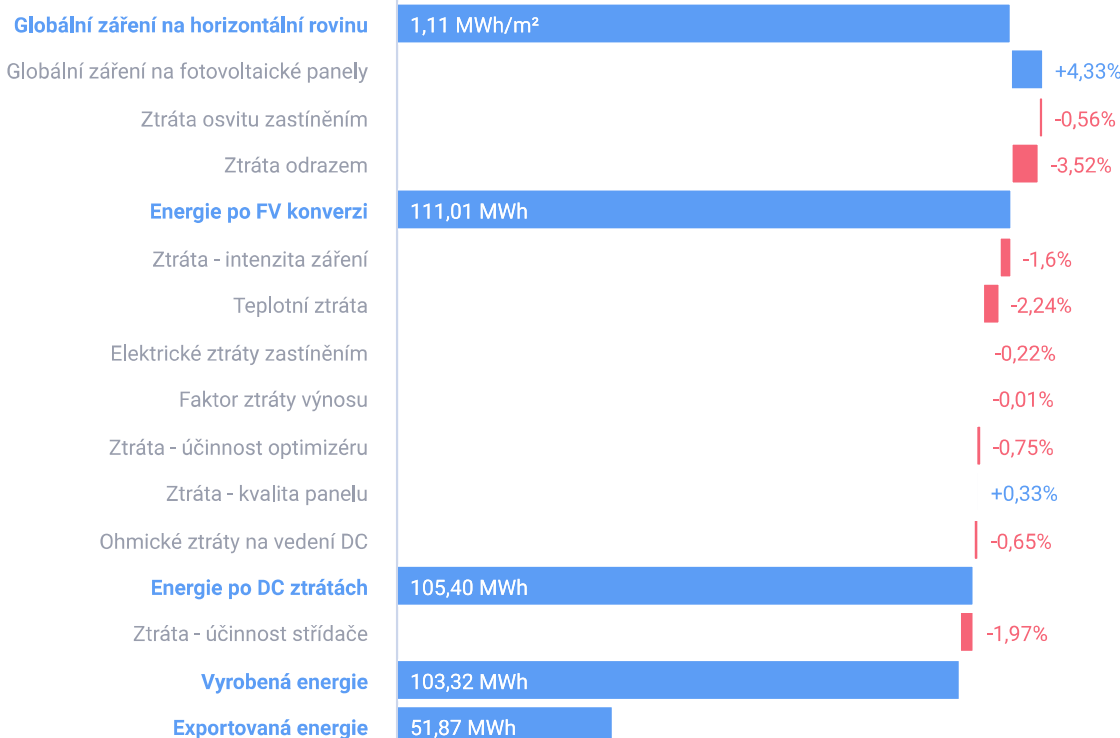 Globální záření na horizontální rovinu 1,11 MWh/m²
Globální záření na fotovoltaické panely +4,33%
Ztráta osvitu zastíněním -0,56%
Ztráta odrazem -3,52%
Energie po FV konverzi 111,01 MWh
Ztráta - intenzita záření -1,6%
Teplotní ztráta -2,24%
Elektrické ztráty zastíněním -0,22%
Faktor ztráty výnosu -0,01%
Ztráta - účinnost optimizéru -0,75%
Ztráta - kvalita panelu +0,33%
Ohmické ztráty na vedení DC -0,65%
Energie po DC ztrátách 105,40 MWh
Ztráta - účinnost střídače -1,97%
Vyrobená energie 103,32 MWh
Exportovaná energie 51,87 MWh